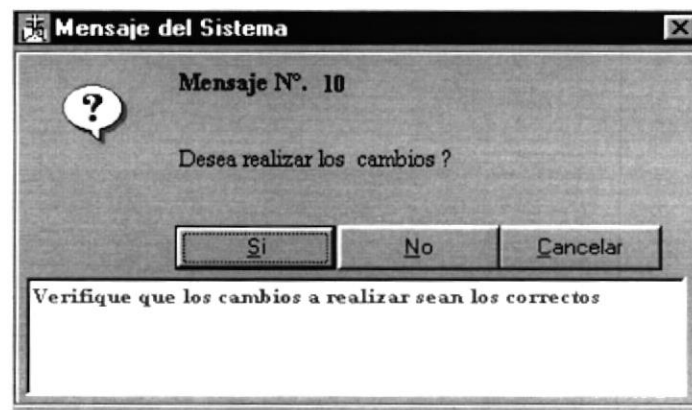 Mensaje del Sistema
Mensaje Nº. 10
?
Desea realizar los cambios ?
Si No Cancelar
Verifique que los cambios a realizar sean los correctos